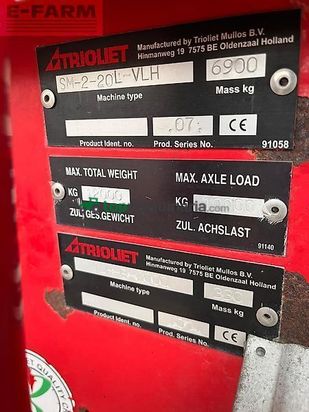 E-FARM
TRIOLIET
Manufactured by Trioliet Mullos B.V.
Hinmanweg 19 7575 BE Oldenzaal Holland
SM-2-20L-VLH 6900
Machine type Mass kg
.07. CE
Product ident.no. Prod. Series No. 91058
MAX. TOTAL WEIGHT MAX. AXLE LOAD
KG KG
ZUL. GES. GEWICHT ZUL. ACHSLAST
91140
TRIOLIET
Manufactured by Trioliet Mullos B.V.
Hinmanweg 19 7575 BE Oldenzaal Holland
Machine type Mass kg
CE
Product ident. no. Prod. Series No.